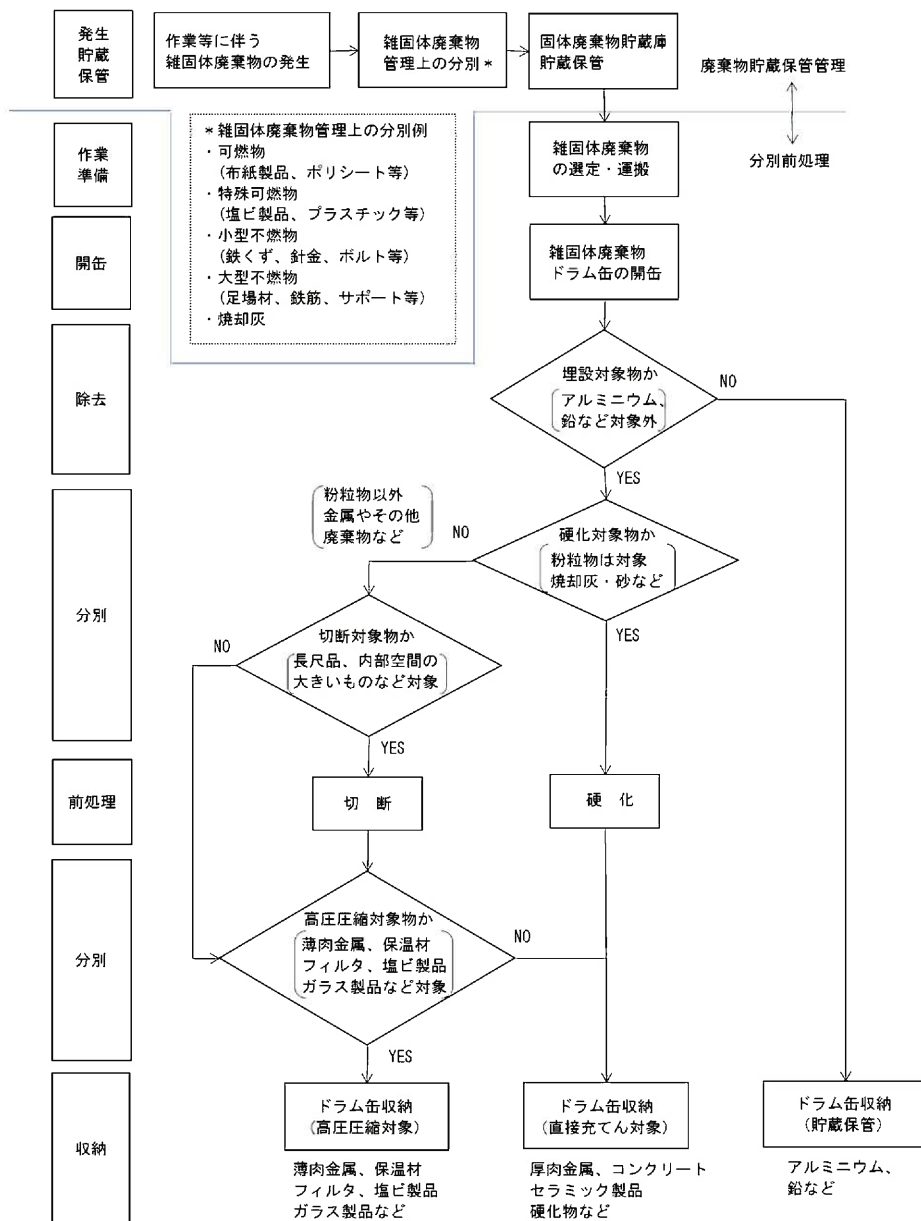 発生
貯蔵
保管
作業等に伴う
雑固体廃棄物の発生
雑固体廃棄物
管理上の分別*
固体廃棄物貯蔵庫
貯蔵保管
廃棄物貯蔵保管管理
分別前処理
作業
準備
*雑固体廃棄物管理上の分別例
・可燃物
(布紙製品、ポリシート等)
・特殊可燃物
(塩ビ製品、プラスチック等)
・小型不燃物
(鉄くず、針金、ボルト等)
・大型不燃物
(足場材、鉄筋、サポート等)
・焼却灰
雑固体廃棄物
の選定・運搬
開缶
雑固体廃棄物
ドラム缶の開缶
除去
埋設対象物か
アルミニウム、
鉛など対象外
NO
YES
分別
粉粒物以外
金属やその他
廃棄物など
NO
硬化対象物か
粉粒物は対象
焼却灰・砂など
YES
NO
切断対象物か
長尺品、内部空間の
大きいものなど対象
YES
前処理
切 断
硬 化
分別
高圧圧縮対象物か
薄肉金属、保温材
フィルタ、塩ビ製品
ガラス製品など対象
NO
YES
収納
ドラム缶収納
(高圧圧縮対象)
ドラム缶収納
(直接充てん対象)
ドラム缶収納
(貯蔵保管)
薄肉金属、保温材
フィルタ、塩ビ製品
ガラス製品など
厚肉金属、コンクリート
セラミック製品
硬化物など
アルミニウム、
鉛など